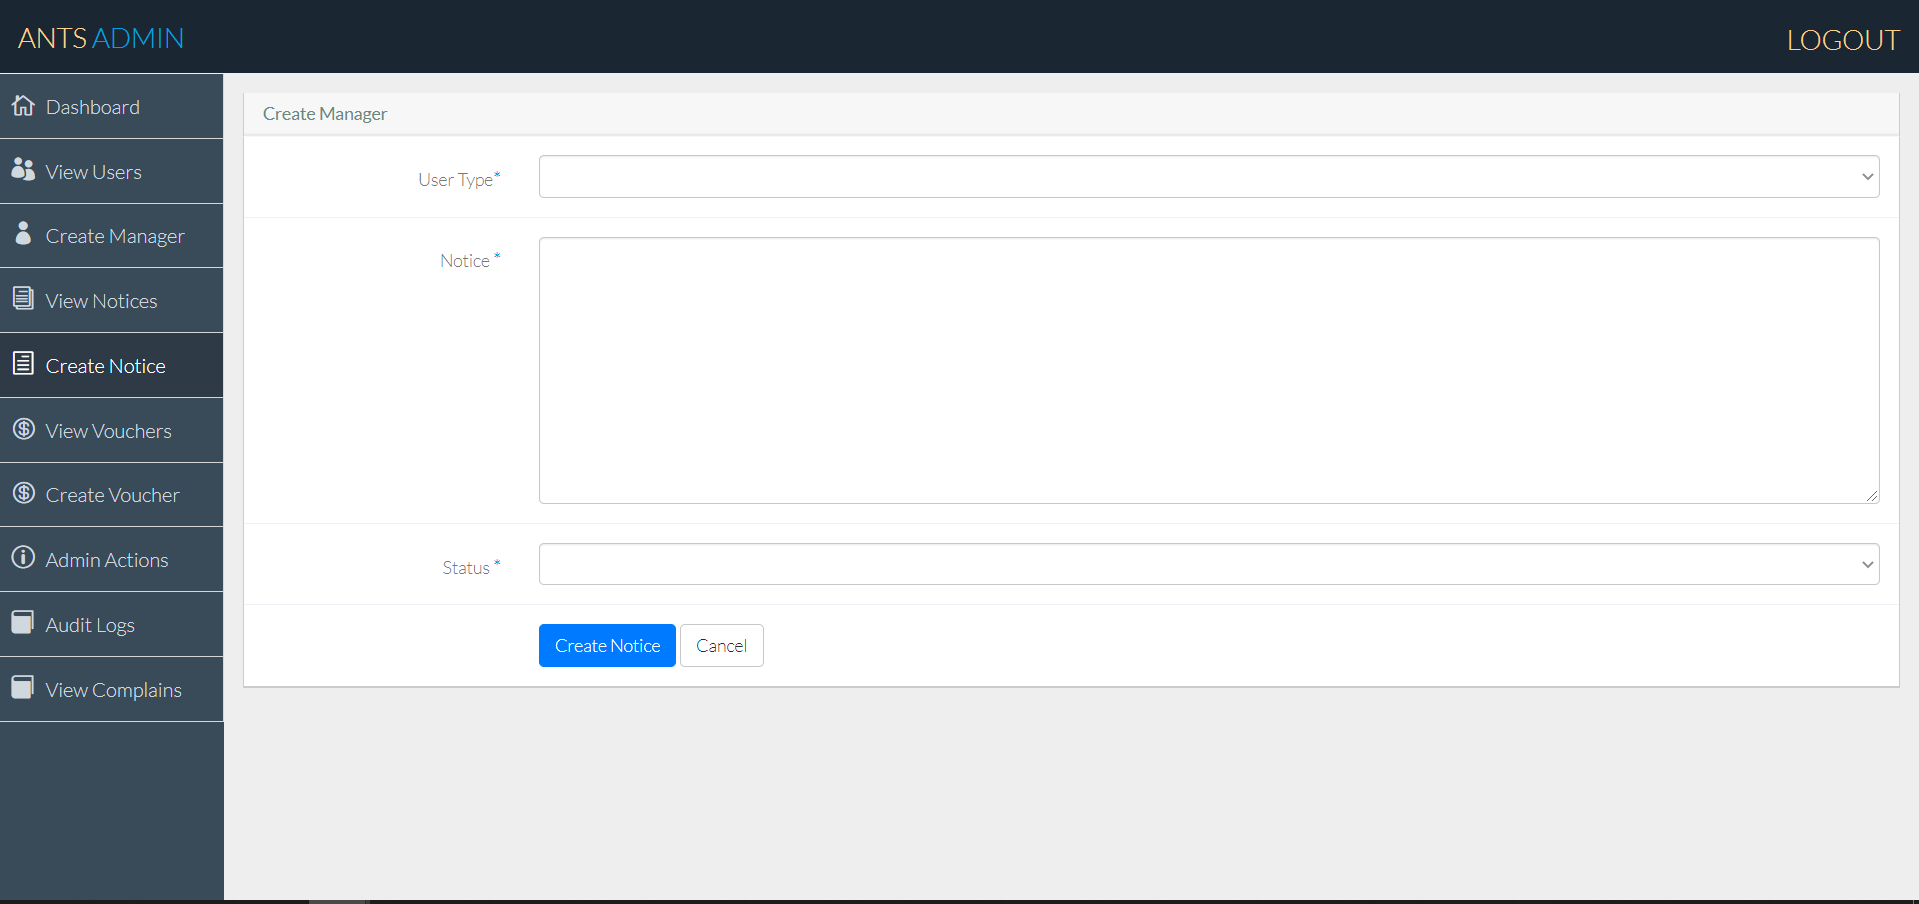 ANTS ADMIN
LOGOUT
Dashboard
View Users
Create Manager
View Notices
Create Notice
View Vouchers
Create Voucher
Admin Actions
Audit Logs
View Complains
Create Manager
User Type*
Notice *
Status *
Create Notice
Cancel